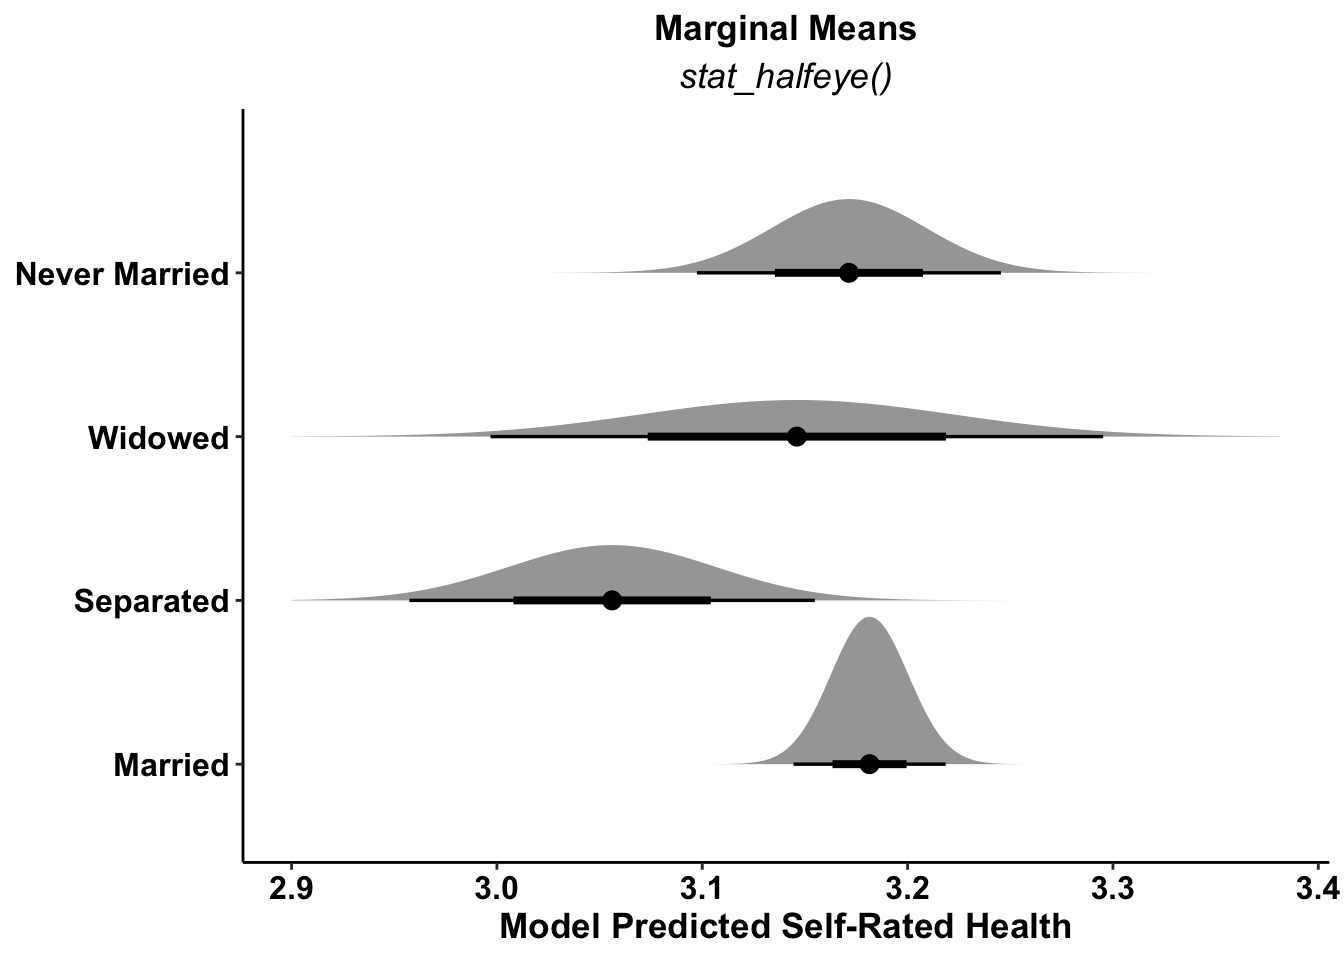 Marginal Means
stat_halfeye()
Never Married
Widowed
Separated
Married
2.9 3.0 3.1 3.2 3.3 3.4
Model Predicted Self-Rated Health